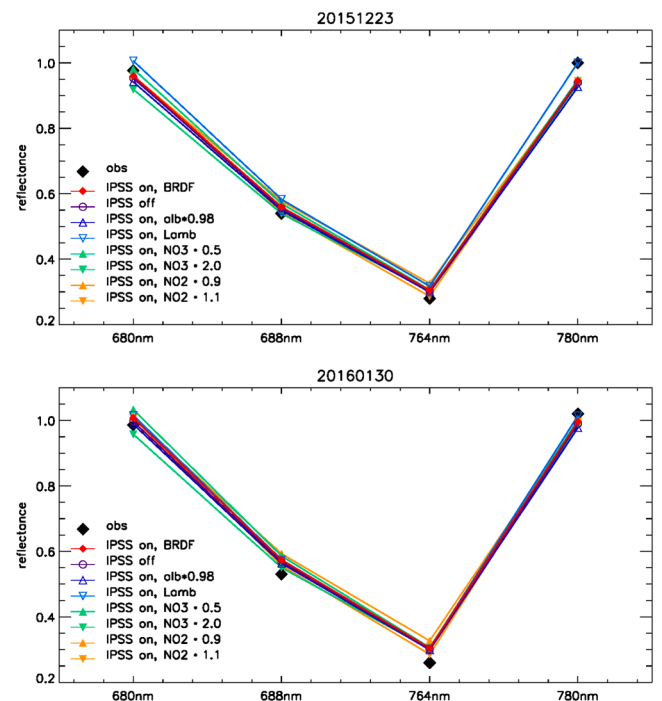 20151223
1.0
0.8
0.6
0.4
0.2
reflectance
obs
IPSS on, BRDF
IPSS off
IPSS on, alb*0.98
IPSS on, Lamb
IPSS on, NO3 * 0.5
IPSS on, NO3 * 2.0
IPSS on, NO2 * 0.9
IPSS on, NO2 * 1.1
680nm 688nm 764nm 780nm
20160130
1.0
0.8
0.6
0.4
0.2
reflectance
obs
IPSS on, BRDF
IPSS off
IPSS on, alb*0.98
IPSS on, Lamb
IPSS on, NO3 * 0.5
IPSS on, NO3 * 2.0
IPSS on, NO2 * 0.9
IPSS on, NO2 * 1.1
680nm 688nm 764nm 780nm